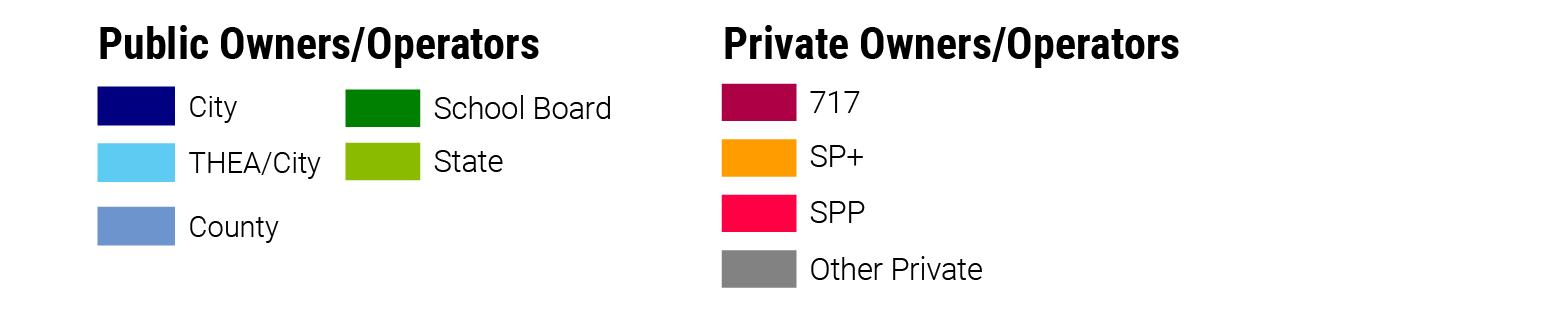 Public Owners/Operators
City
THEA/City
County
School Board
State
Private Owners/Operators
717
SP+
SPP
Other Private